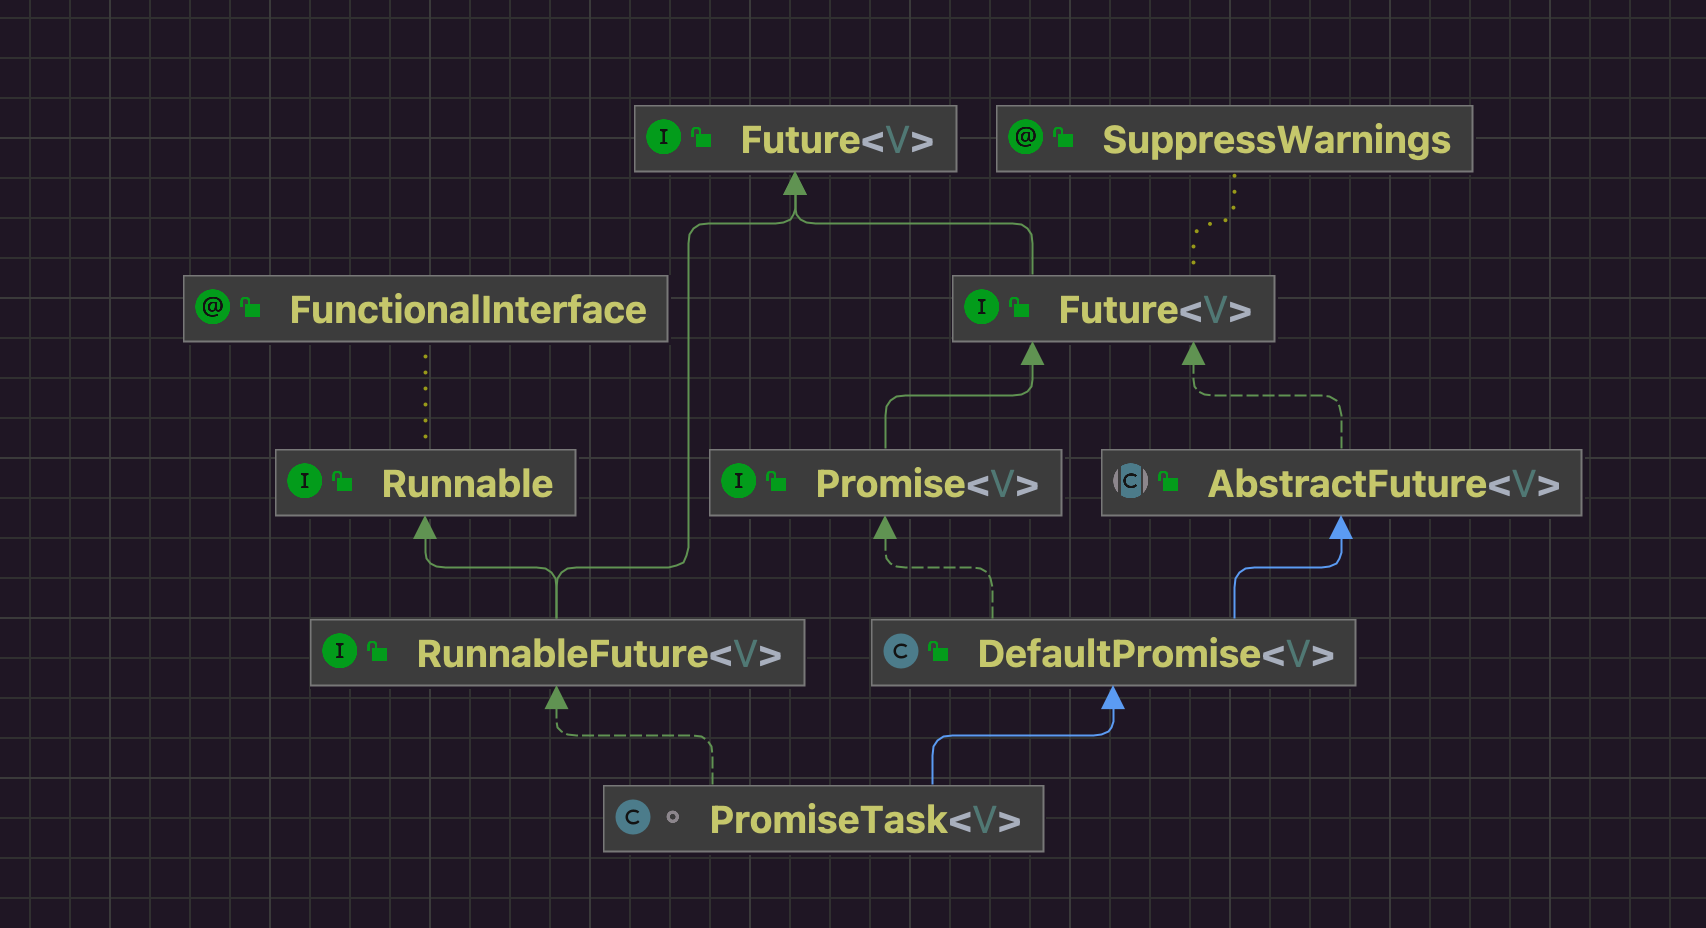 I Future<V>
@ SuppressWarnings
@ FunctionalInterface
I Future<V>
I Runnable
I Promise<V>
C AbstractFuture<V>
I RunnableFuture<V>
C DefaultPromise<V>
C PromiseTask<V>